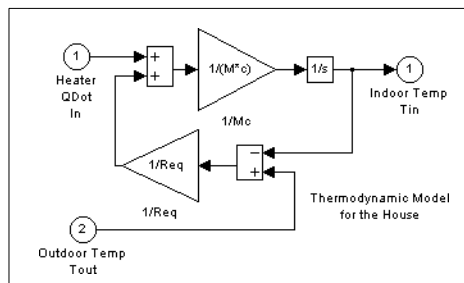 1
Heater
QDot
In
+
+
1/(M*c)
1/Mc
1/s
1
Indoor Temp
Tin
1/Req
1/Req
−
+
Thermodynamic Model
for the House
2
Outdoor Temp
Tout